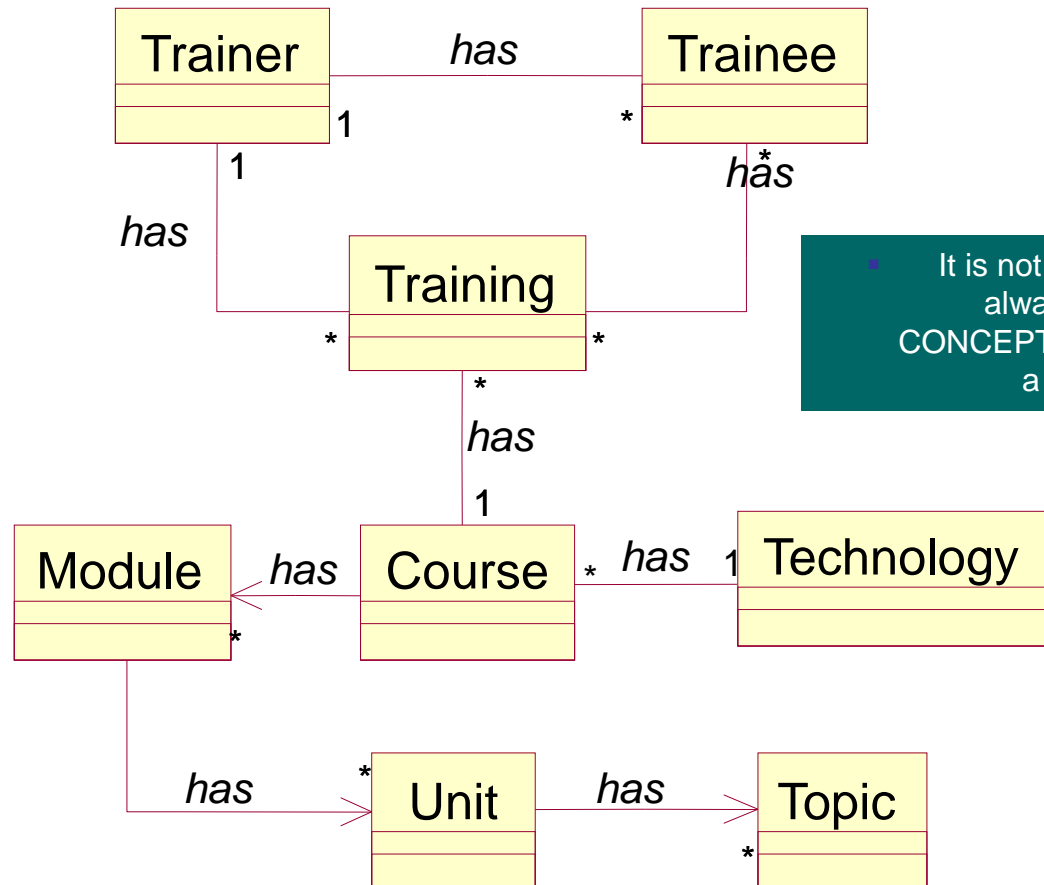 Trainer
has
Trainee
1
*
1
*
has
has
Training
*
*
*
has
1
It is not
CONCEPT
a
Module
has
Course
*
has
1
Technology
*
has
*
Unit
has
Topic
*